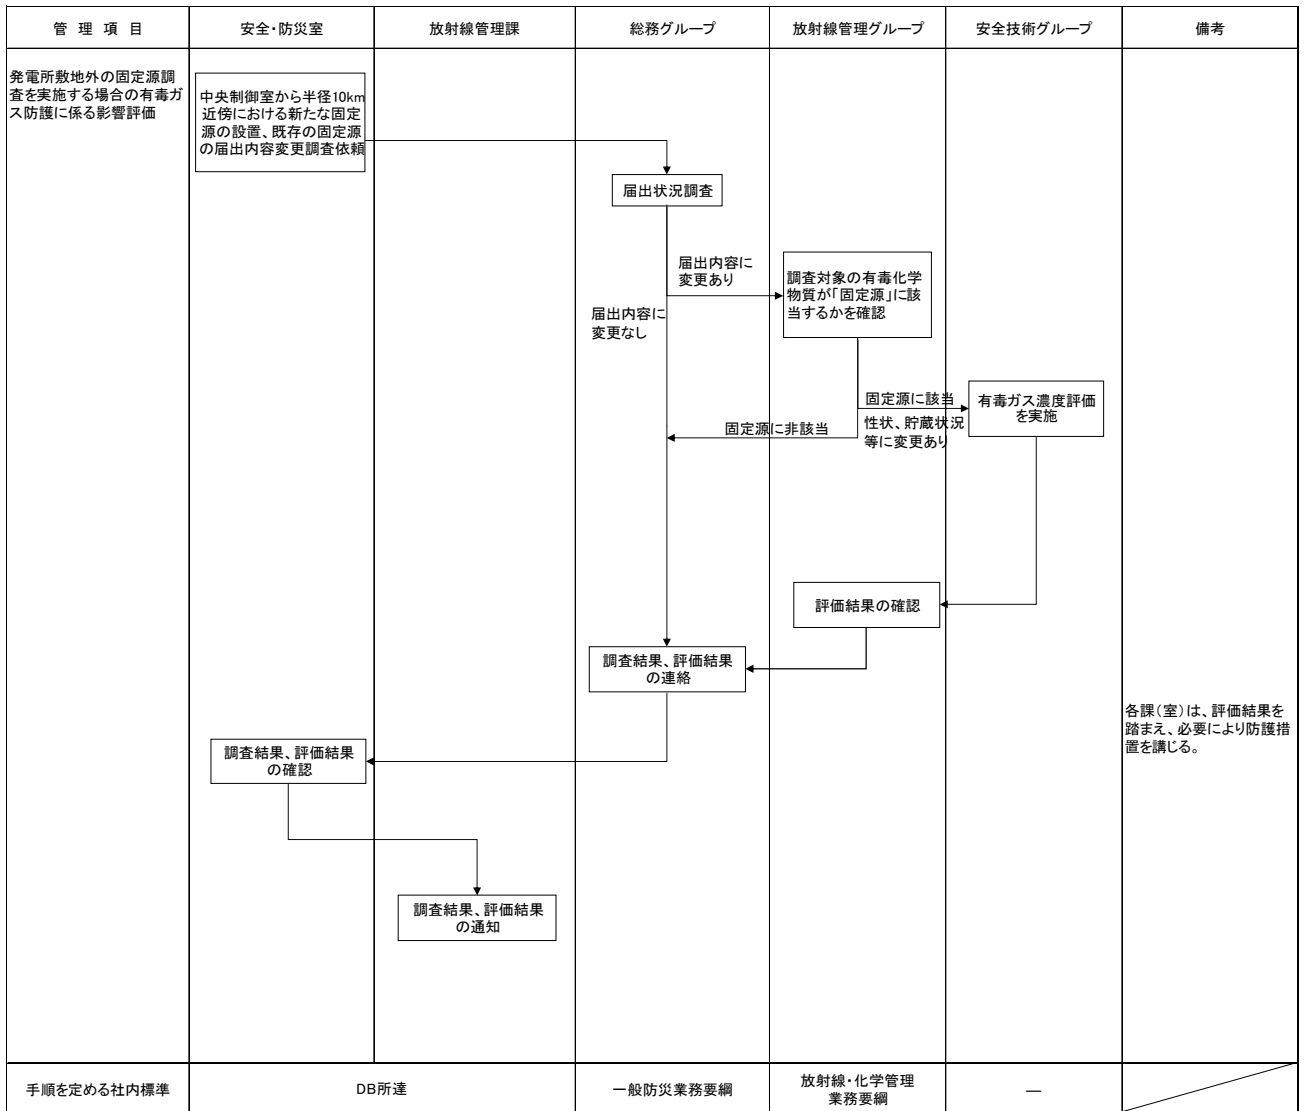 管 理 項 目
安全・防災室
放射線管理課
総務グループ
放射線管理グループ
安全技術グループ
備考
発電所敷地外の固定源調
査を実施する場合の有毒ガ
ス防護に係る影響評価
中央制御室から半径10km
近傍における新たな固定
源の設置、既存の固定源
の届出内容変更調査依頼
届出状況調査
届出内容に
変更あり
調査対象の有毒化学
物質が「固定源」に該
当するかを確認
届出内容に
変更なし
固定源に該当
性状、貯蔵状況
等に変更あり
有毒ガス濃度評価
を実施
固定源に非該当
評価結果の確認
調査結果、評価結果
の連絡
各課(室)は、評価結果を
踏まえ、必要により防護措
置を講じる。
調査結果、評価結果
の確認
調査結果、評価結果
の通知
手順を定める社内標準
DB所達
一般防災業務要綱
放射線・化学管理
業務要綱
―